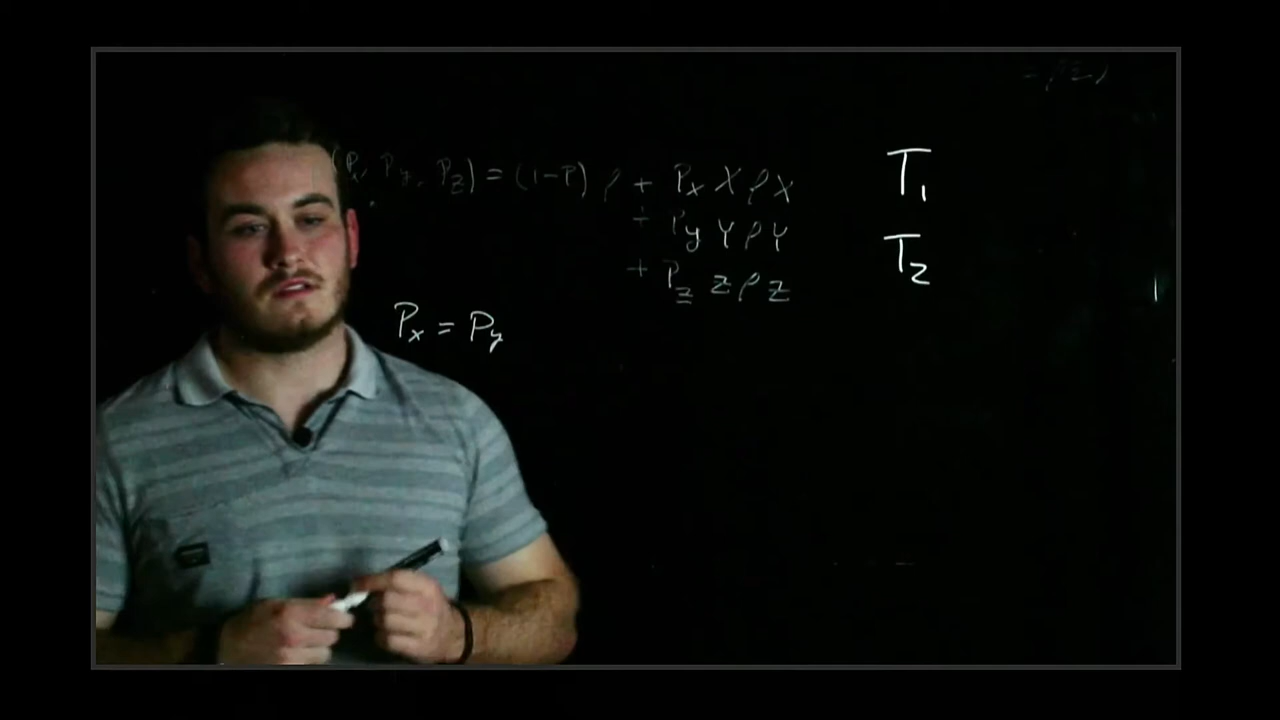 (Px, Py, Pz) = (1-P) ρ + Px X ρ X
+ Py Y ρ Y
+ Pz Z ρ Z
T1
T2
Px = Py